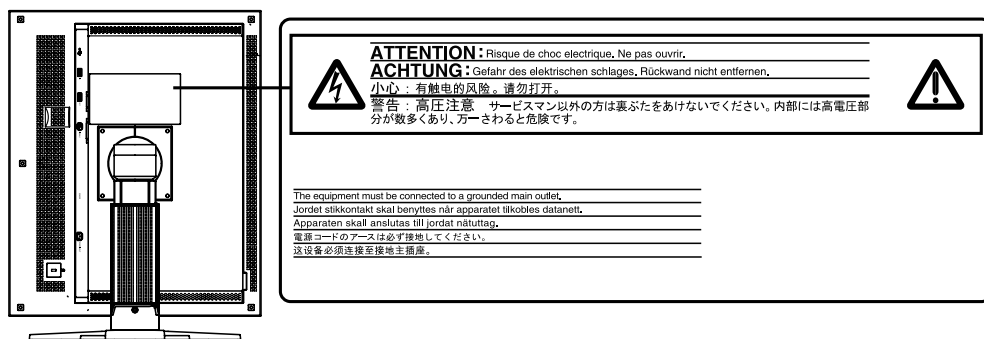 ATTENTION : Risque de choc electrique. Ne pas ouvrir.
ACHTUNG : Gefahr des elektrischen schlages. Rückwand nicht entfernen.
小心 : 有触电的风险。请勿打开。
警告 : 高圧注意 サービスマン以外の方は裏ぶたをあけないでください。内部には高電圧部
分が数多くあり、万一さわると危険です。
The equipment must be connected to a grounded main outlet.
Jordet stikkontakt skal benyttes når apparatet tilkobles datanett.
Apparaten skall anslutas till jordat nätuttag.
電源コードのアースは必ず接地してください。
这设备必须连接至接地主插座。